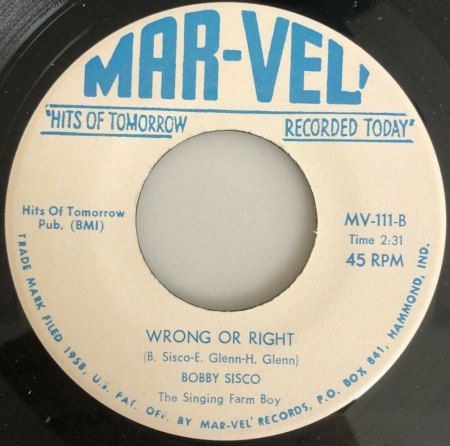 MAR-VEL'
"HITS OF TOMORROW RECORDED TODAY"
Hits Of Tomorrow
Pub. (BMI)
MV-111-B
Time 2:31
45 RPM
WRONG OR RIGHT
(B. Sisco-E. Glenn-H. Glenn)
BOBBY SISCO
The Singing Farm Boy
TRADE MARK FILED 1958, U.S. PAT. OFF. BY MAR-VEL' RECORDS, P.O. BOX 841, HAMMOND, IND.